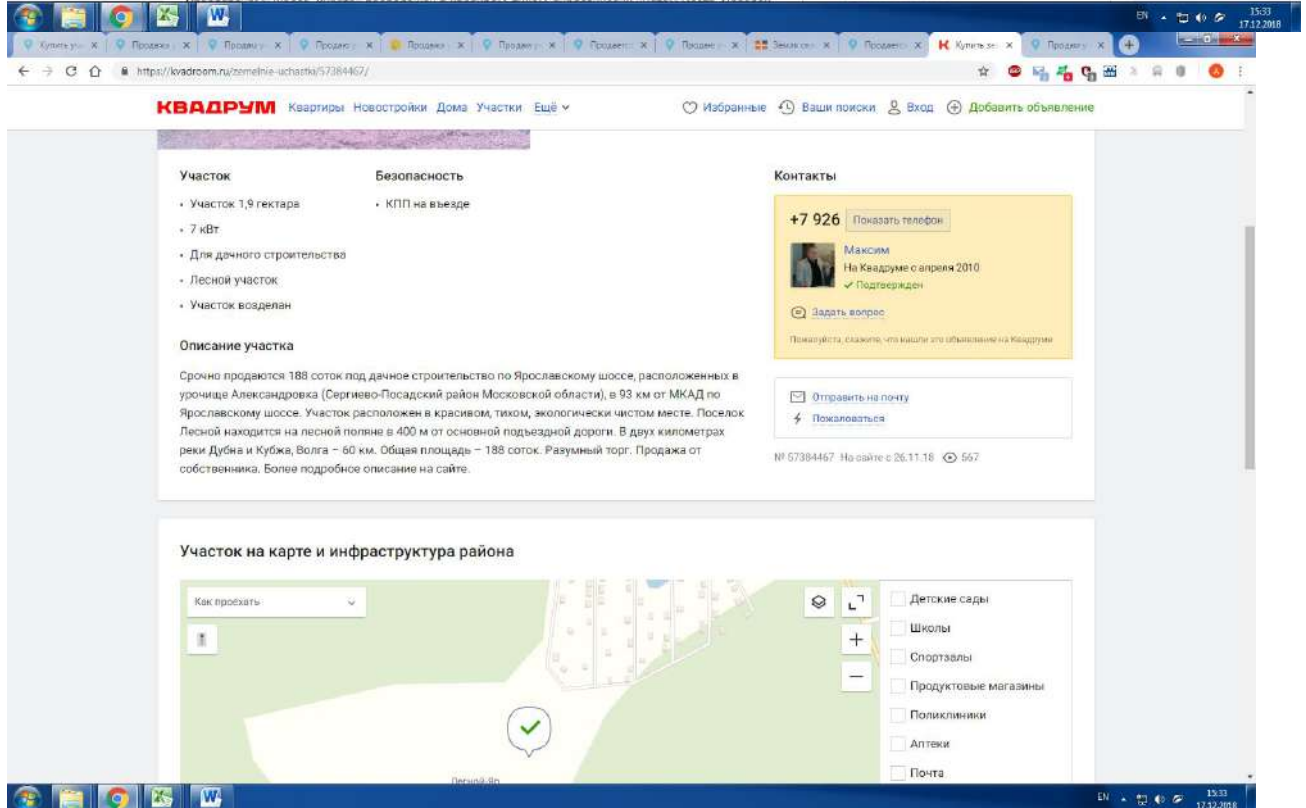 EN
15:33
17.12.2018
https://kvadroom.ru/zemelnie-uchastki/57384467/
КВАДРУМ Квартиры Новостройки Дома Участки Ещё Избранные Ваши поиски Вход Добавить объявление
Участок
• Участок 1,9 гектара
• 7 кВт
• Для дачного строительства
• Лесной участок
• Участок возделан
Безопасность
• КПП на въезде
Описание участка
Срочно продаются 188 соток под дачное строительство по Ярославскому шоссе, расположенных в
урочище Александровка (Сергиево-Посадский район Московской области), в 93 км от МКАД по
Ярославскому шоссе. Участок расположен в красивом, тихом, экологически чистом месте. Поселок
Лесной находится на лесной поляне в 400 м от основной подъездной дороги. В двух километрах
реки Дубна и Кубжа, Волга – 60 км. Общая площадь – 188 соток. Разумный торг. Продажа от
собственника. Более подробное описание на сайте.
Контакты
+7 926 Показать телефон
Максим
На Квадруме с апреля 2010
Подтвержден
Задать вопрос
Пожалуйста, скажите, что нашли это объявление на Квадруме
Отправить на почту
Пожаловаться
№ 57384467 На сайте с 26.11.18 567
Участок на карте и инфраструктура района
Как проехать
Детские сады
Школы
Спортзалы
Продуктовые магазины
Поликлиники
Аптеки
Почта
EN
15:33
17.12.2018